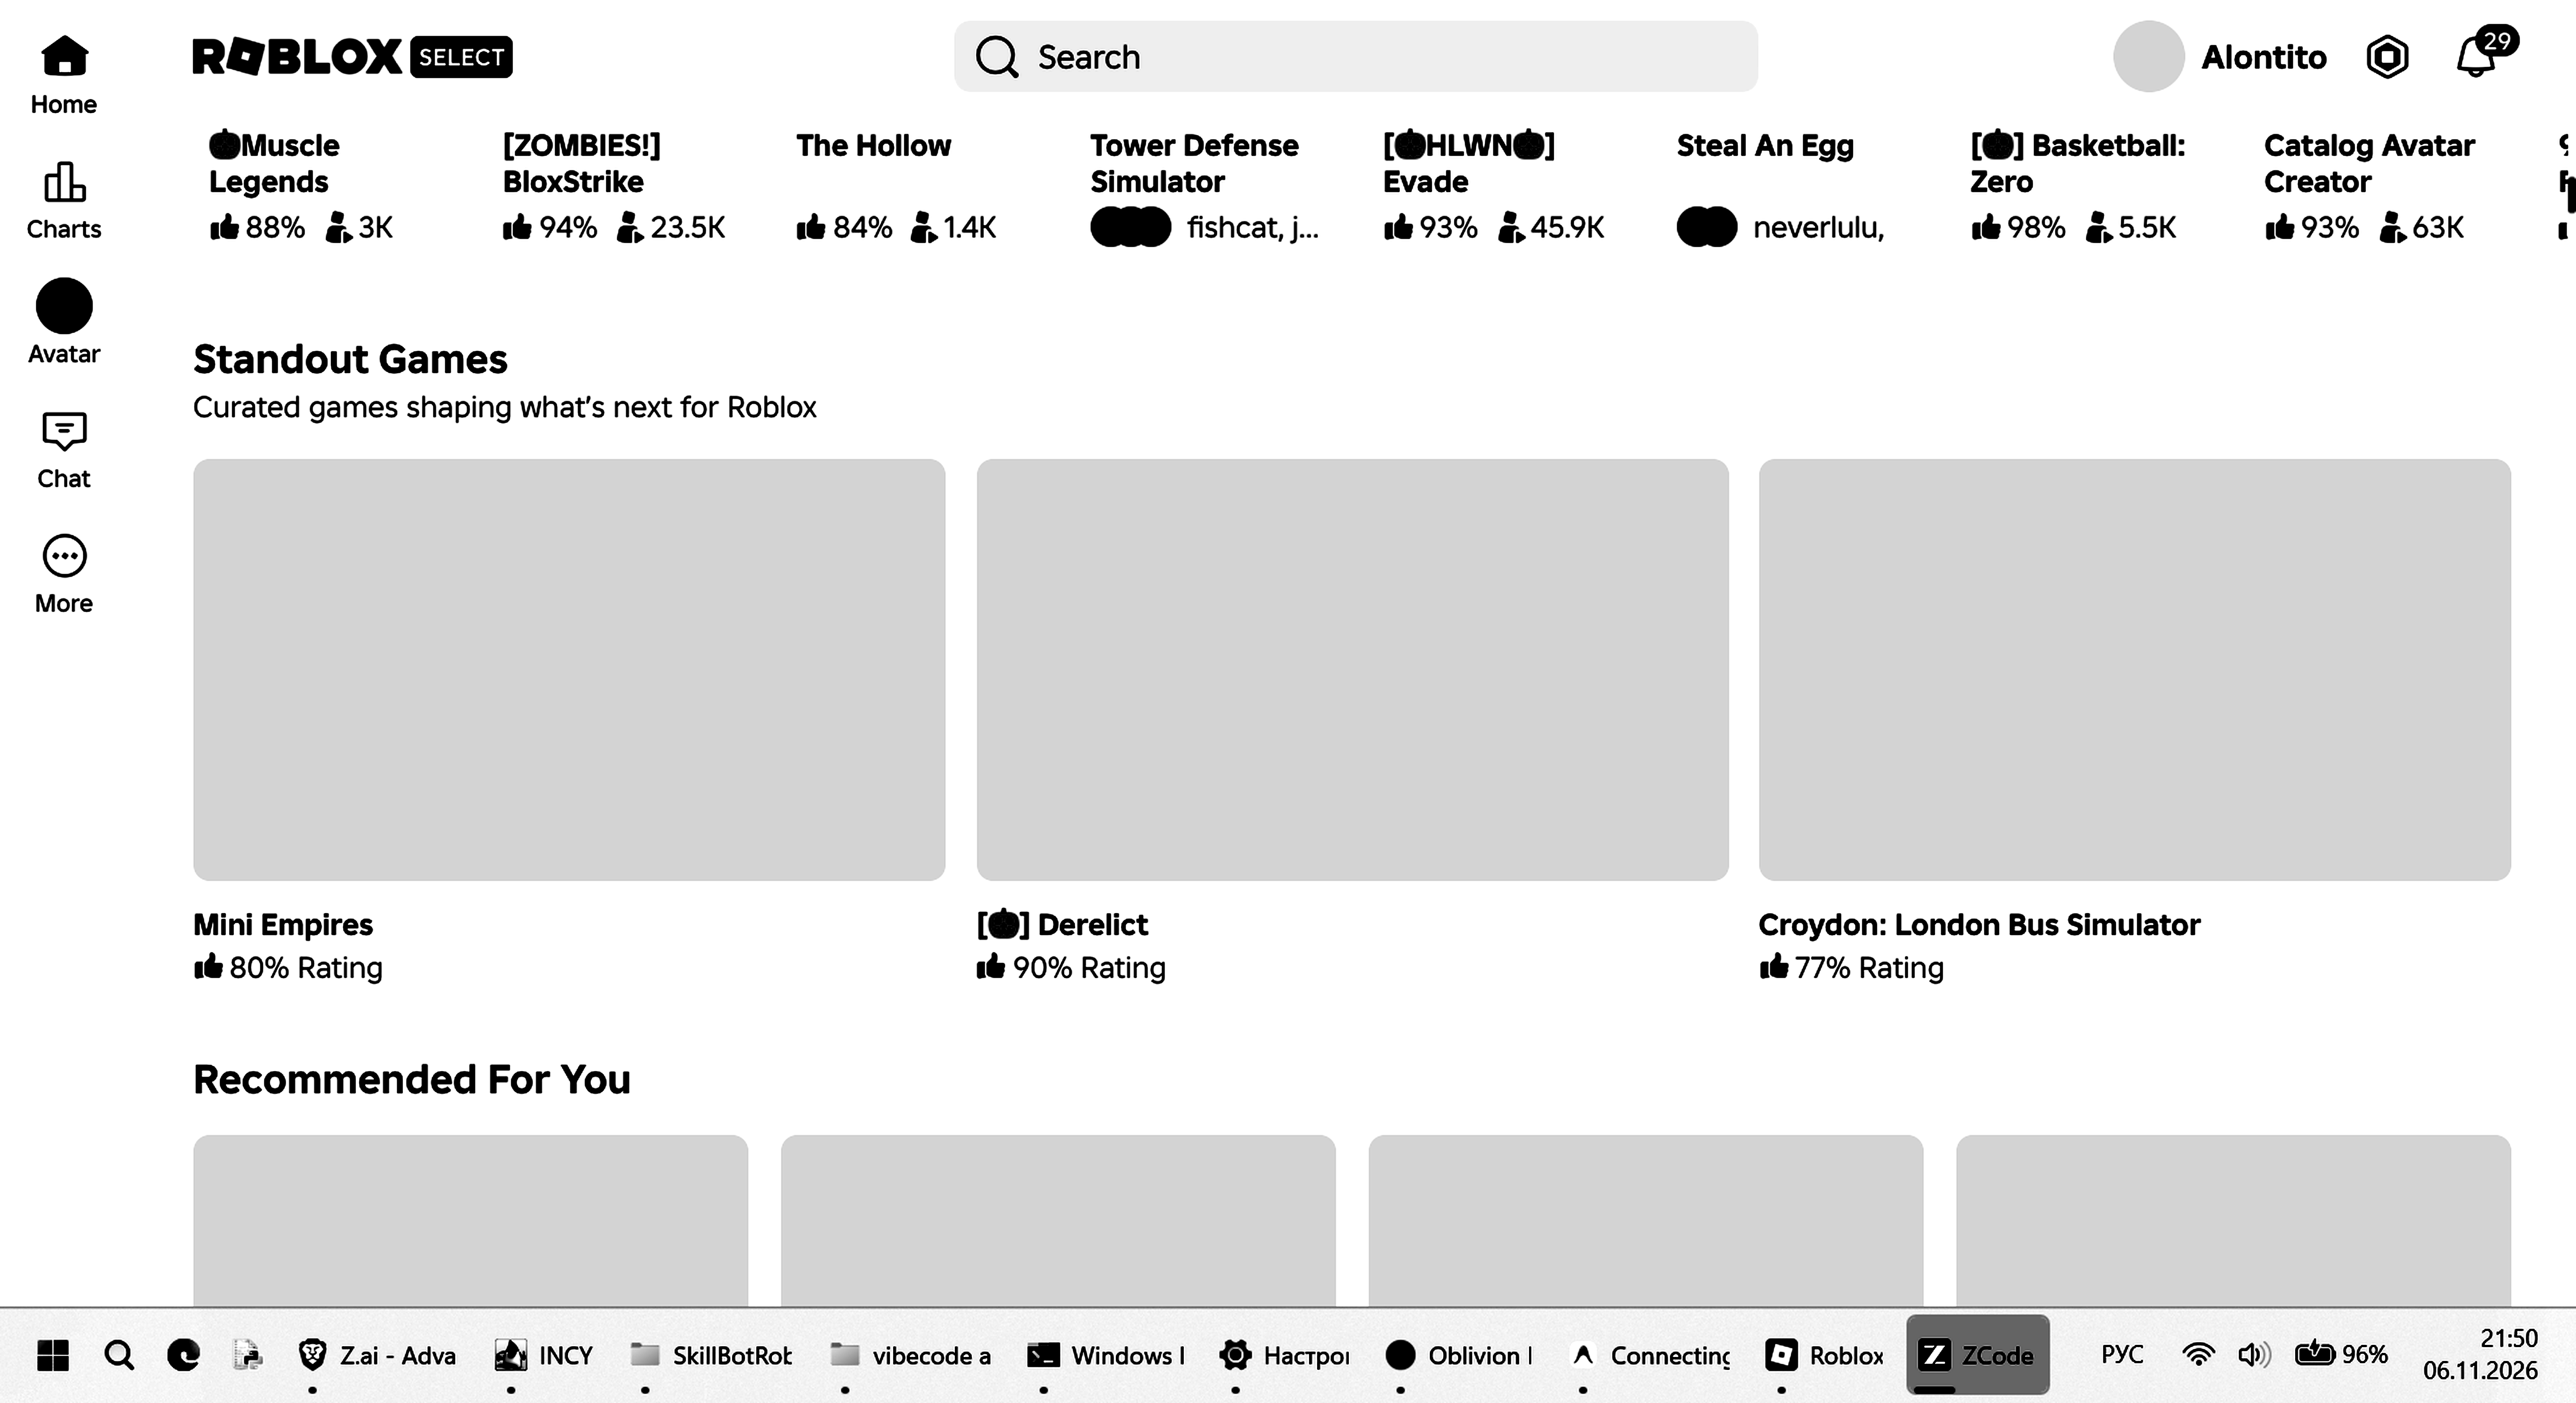 Home
Charts
Avatar
Chat
More
ROBLOX SELECT
Search
Alontito
29
Muscle Legends
88% 3K
[ZOMBIES!] BloxStrike
94% 23.5K
The Hollow
84% 1.4K
Tower Defense Simulator
fishcat, j...
[🎃HLWN🎃] Evade
93% 45.9K
Steal An Egg
neverlulu,
[🎃] Basketball: Zero
98% 5.5K
Catalog Avatar Creator
93% 63K
Standout Games
Curated games shaping what's next for Roblox
Mini Empires
80% Rating
[🎃] Derelict
90% Rating
Croydon: London Bus Simulator
77% Rating
Recommended For You
Z.ai - Adva
INCY
SkillBotRob
vibecode a
Windows
Настрои
Oblivion
Connecting
Roblox
ZCode
РУС
96%
21:50
06.11.2026